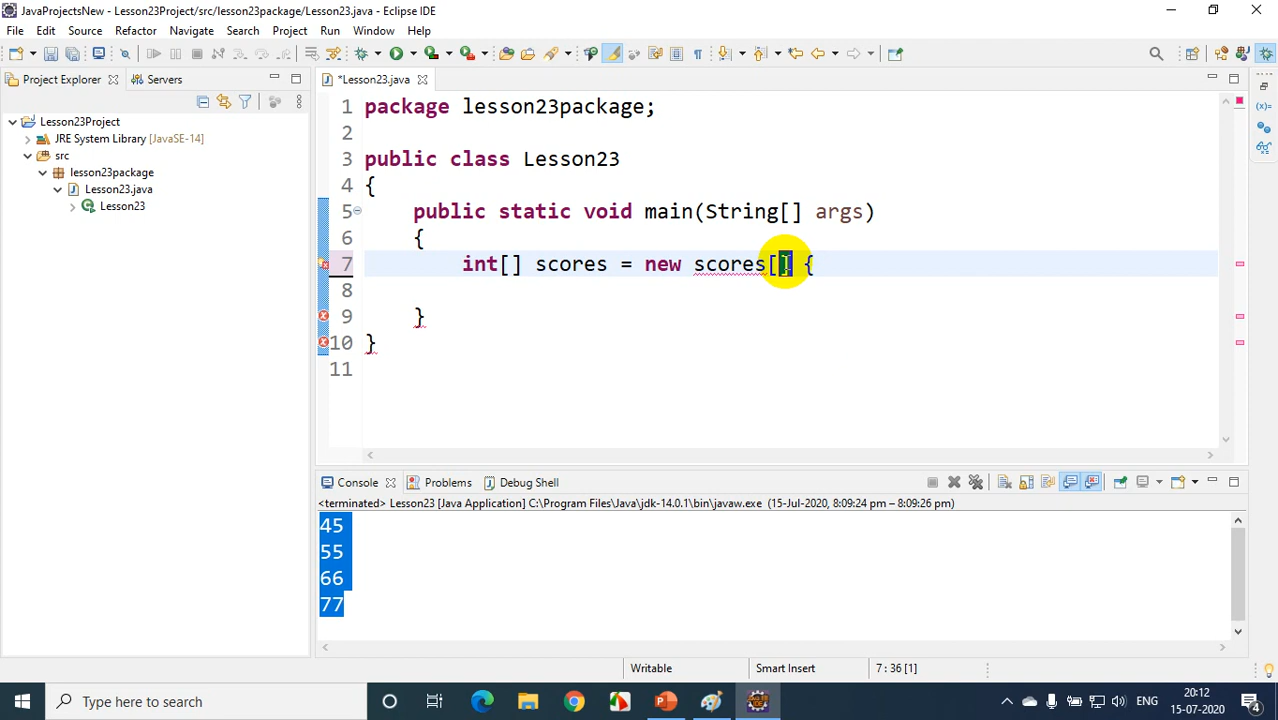 JavaProjectsNew - Lesson23Project/src/lesson23package/Lesson23.java - Eclipse IDE
File Edit Source Refactor Navigate Search Project Run Task Window Help
Project Explorer Servers
*Lesson23.java
Lesson23Project
JRE System Library [JavaSE-14]
src
lesson23package
Lesson23.java
Lesson23
1 package lesson23package;
2
3 public class Lesson23
4 {
5 public static void main(String[] args)
6 {
7 int[] scores = new scores[] {
8
9 }
10 }
11
Console Problems Debug Shell
<terminated> Lesson23 [Java Application] C:\Program Files\Java\jdk-14.0.1\bin\javaw.exe (15-Jul-2020, 8:09:24 pm – 8:09:26 pm)
45
55
66
77
Writable Smart Insert 7 : 36 [1]
Type here to search
ENG
20:12
15-07-2020
4